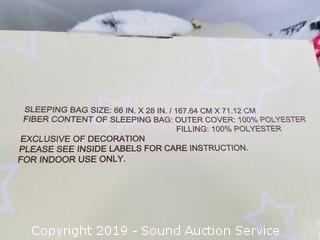 SLEEPING BAG SIZE: 66 IN. X 28 IN. / 167.64 CM X 71.12 CM
FIBER CONTENT OF SLEEPING BAG: OUTER COVER: 100% POLYESTER
FILLING: 100% POLYESTER
EXCLUSIVE OF DECORATION
PLEASE SEE INSIDE LABELS FOR CARE INSTRUCTION.
FOR INDOOR USE ONLY.
Copyright 2019 - Sound Auction Service